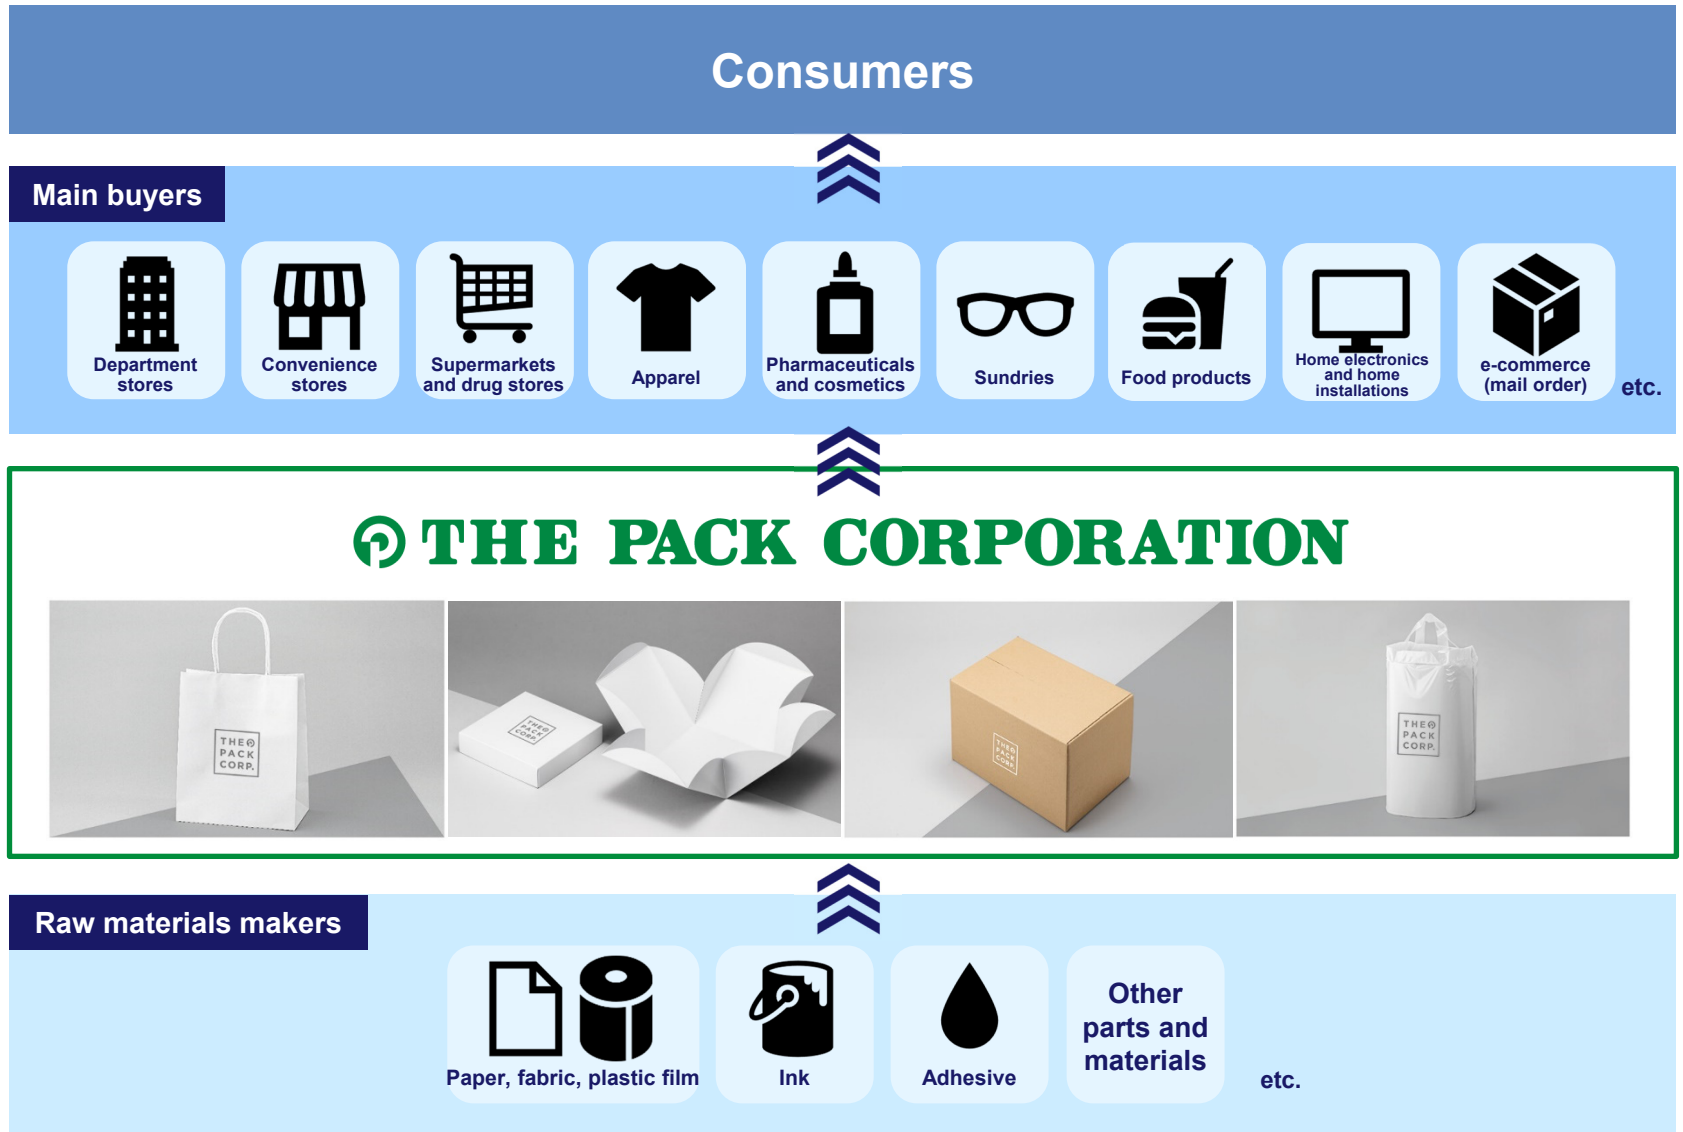 Consumers
Main buyers
Department
stores
Convenience
stores
Supermarkets
and drug stores
Apparel
Pharmaceuticals
and cosmetics
Sundries
Food products
Home electronics
and home
installations
e-commerce
(mail order)
etc.
THE PACK CORPORATION
THE
PACK
CORP.
THE
PACK
CORP.
THE
PACK
CORP.
THE
PACK
CORP.
Raw materials makers
Paper, fabric, plastic film
Ink
Adhesive
Other
parts and
materials
etc.